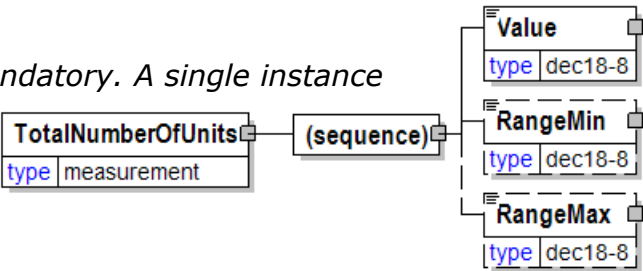 ndatory. A single instance
TotalNumberOfUnits
type measurement
(sequence)
Value
type dec18-8
RangeMin
type dec18-8
RangeMax
type dec18-8